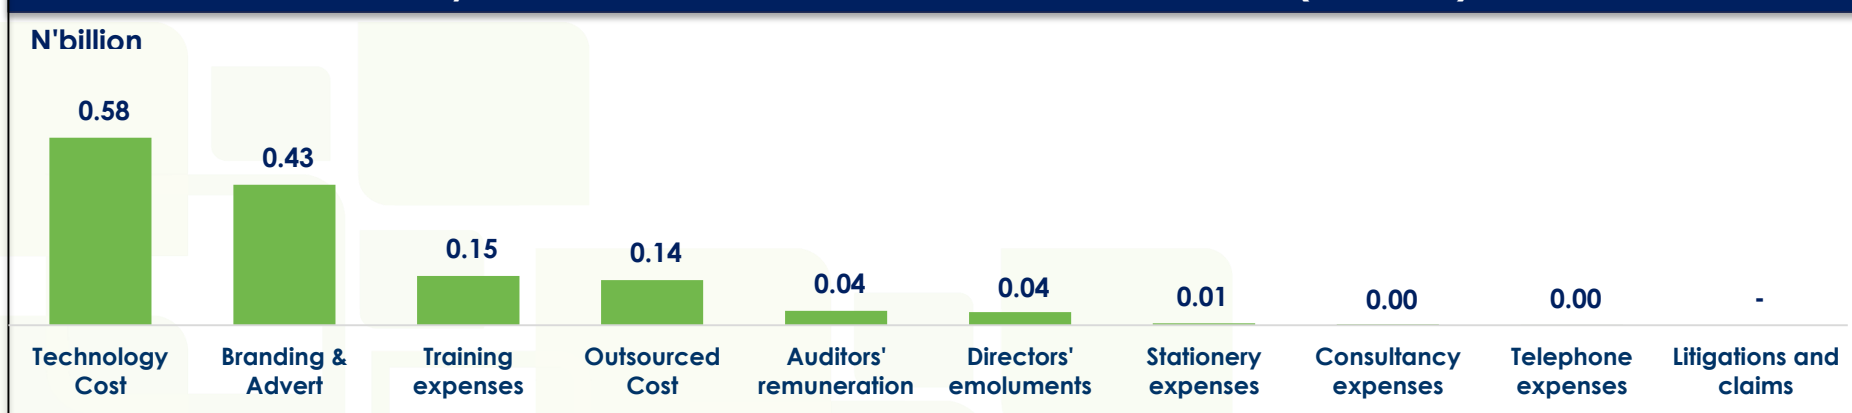 N'billion
0.58
0.43
0.15
0.14
0.04
0.04
0.01
0.00
0.00
-
Technology Cost
Branding & Advert
Training expenses
Outsourced Cost
Auditors' remuneration
Directors' emoluments
Stationery expenses
Consultancy expenses
Telephone expenses
Litigations and claims